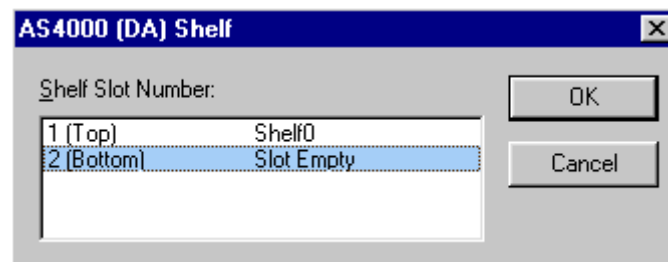 AS4000 (DA) Shelf
Shelf Slot Number:
OK
1 (Top) Shelf0
2 (Bottom) Slot Empty
Cancel